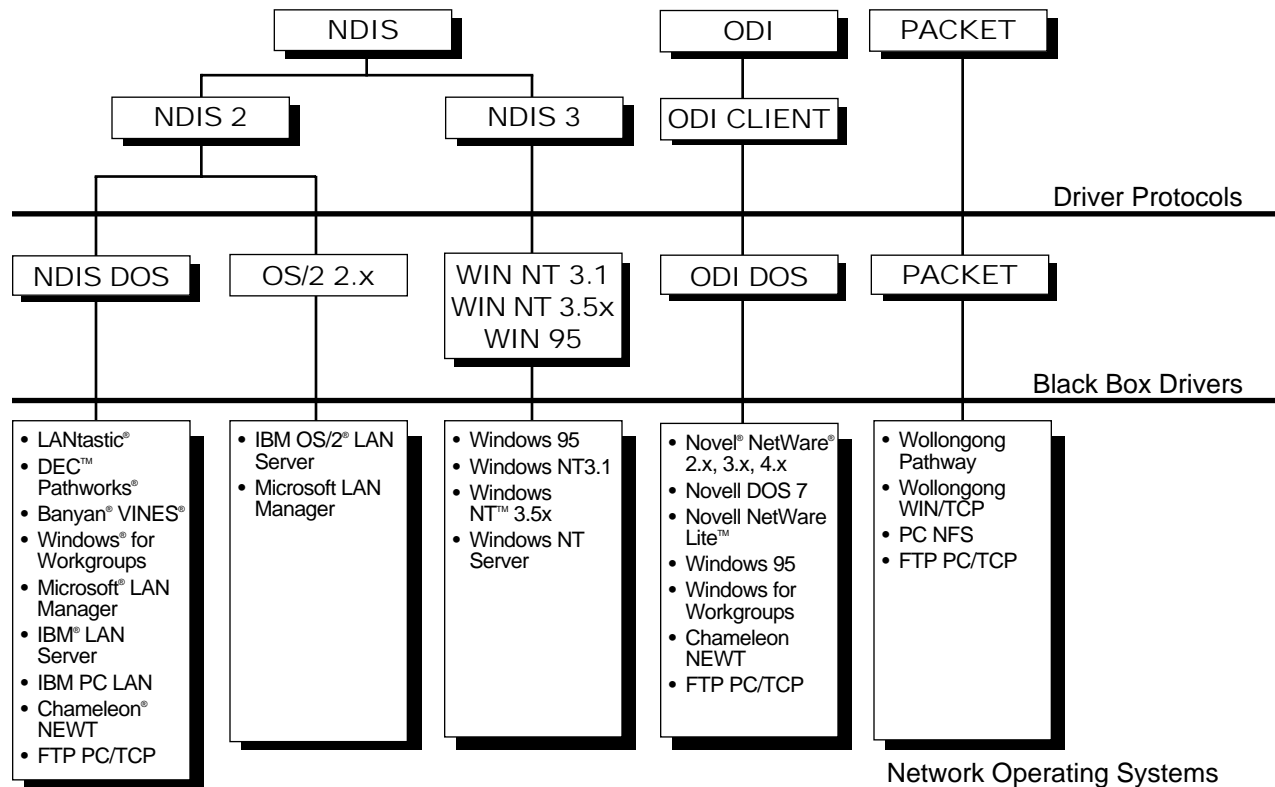 NDIS
ODI
PACKET
NDIS 2
NDIS 3
ODI CLIENT
Driver Protocols
NDIS DOS
OS/2 2.x
WIN NT 3.1
WIN NT 3.5x
WIN 95
ODI DOS
PACKET
Black Box Drivers
• LANtastic®
• DEC™
Pathworks®
• Banyan® VINES®
• Windows® for
Workgroups
• Microsoft® LAN
Manager
• IBM® LAN
Server
• IBM PC LAN
• Chameleon®
NEWT
• FTP PC/TCP
• IBM OS/2® LAN
Server
• Microsoft LAN
Manager
• Windows 95
• Windows NT3.1
• Windows
NT™ 3.5x
• Windows NT
Server
• Novel® NetWare®
2.x, 3.x, 4.x
• Novell DOS 7
• Novell NetWare
Lite™
• Windows 95
• Windows for
Workgroups
• Chameleon
NEWT
• FTP PC/TCP
• Wollongong
Pathway
• Wollongong
WIN/TCP
• PC NFS
• FTP PC/TCP
Network Operating Systems